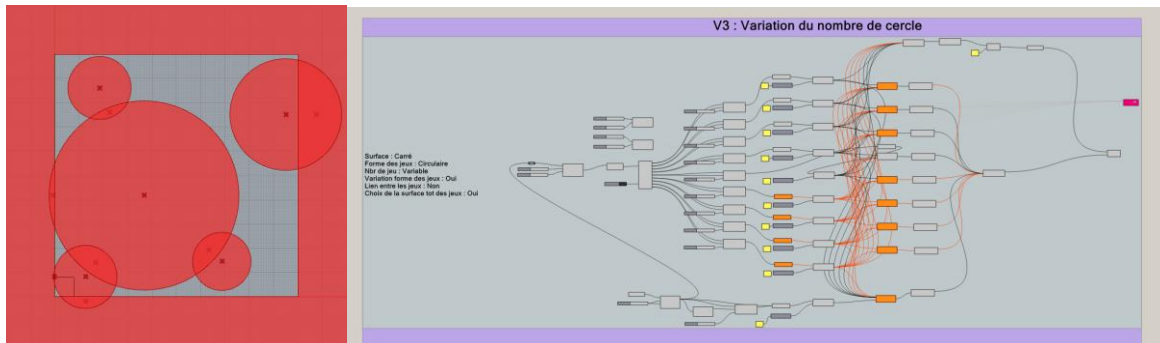 V3 : Variation du nombre de cercle
Surface : Carré
Forme des jeux : Circulaire
Nbr de jeu : Variable
Variation forme des jeux : Oui
Lien entre les jeux : Non
Choix de la surface tot des jeux : Oui